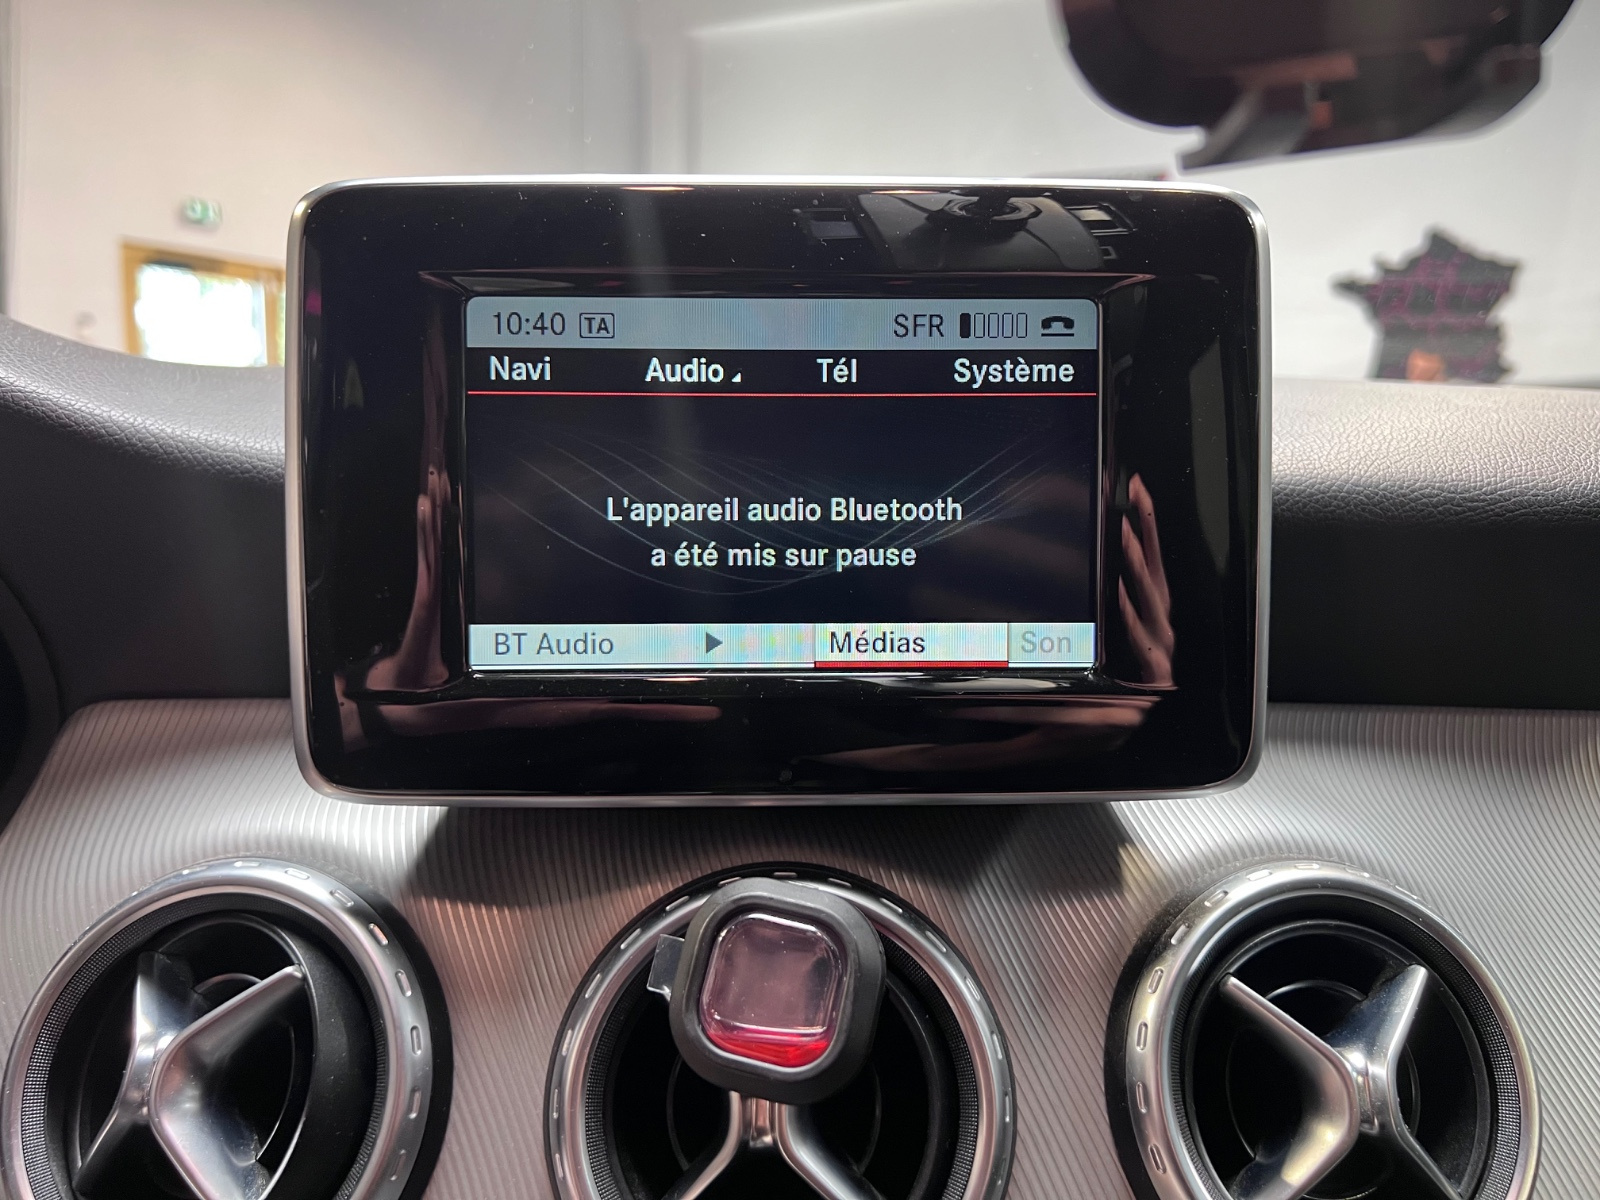 10:40 TA SFR
Navi Audio Tél Système
L'appareil audio Bluetooth
a été mis sur pause
BT Audio Médias Son